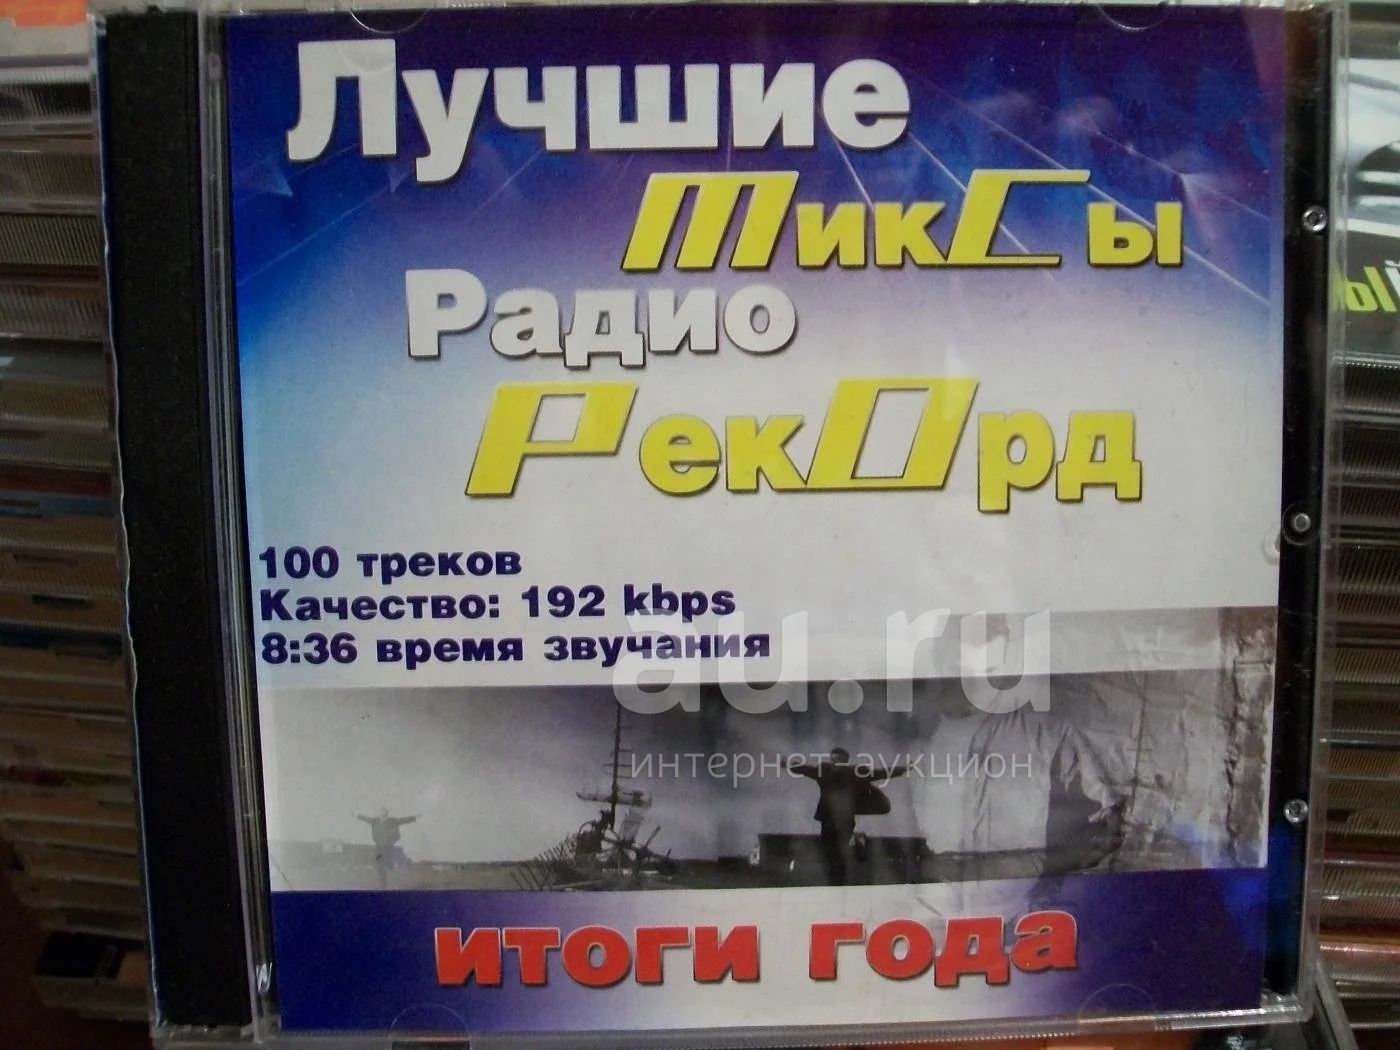 Лучшие
миксы
Радио
Рекорд
100 треков
Качество: 192 kbps
8:36 время звучания
au.ru
интернет-аукцион
итоги года